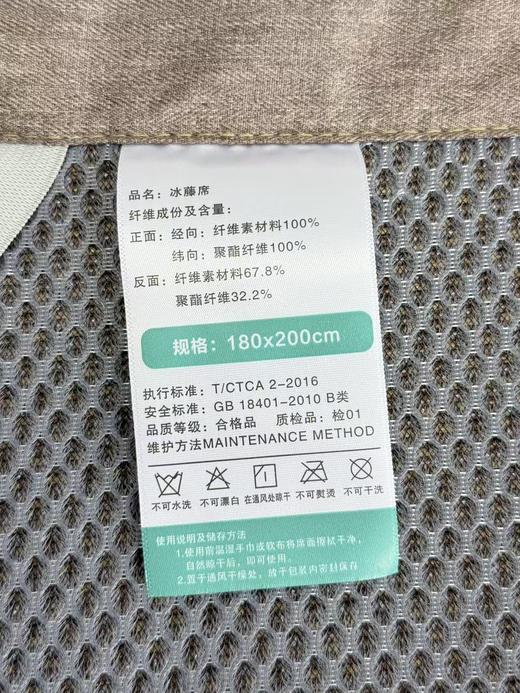 品名：冰藤席
纤维成份及含量：
正面：经向：纤维素材料100%
纬向：聚酯纤维100%
反面：纤维素材料67.8%
聚酯纤维32.2%
规格：180x200cm
执行标准：T/CTCA 2-2016
安全标准：GB 18401-2010 B类
品质等级：合格品 质检品：检01
维护方法MAINTENANCE METHOD
不可水洗 不可漂白 在通风处晾干 不可熨烫 不可干洗
使用说明及储存方法
1.使用前温湿手巾或软布将席面擦拭干净，
自然晾干后，即可使用。
2.置于通风干燥处，放于包装内密封保存